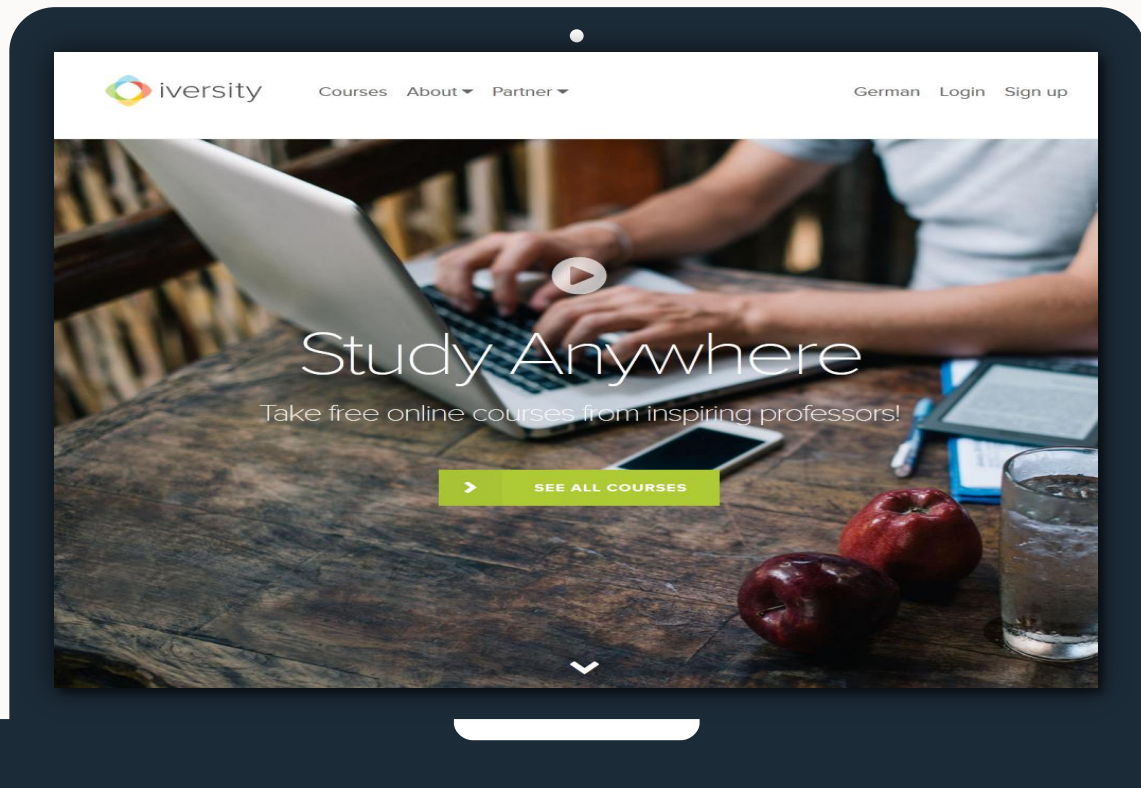 iversity Courses About Partner German Login Sign up
Study Anywhere
Take free online courses from inspiring professors!
SEE ALL COURSES